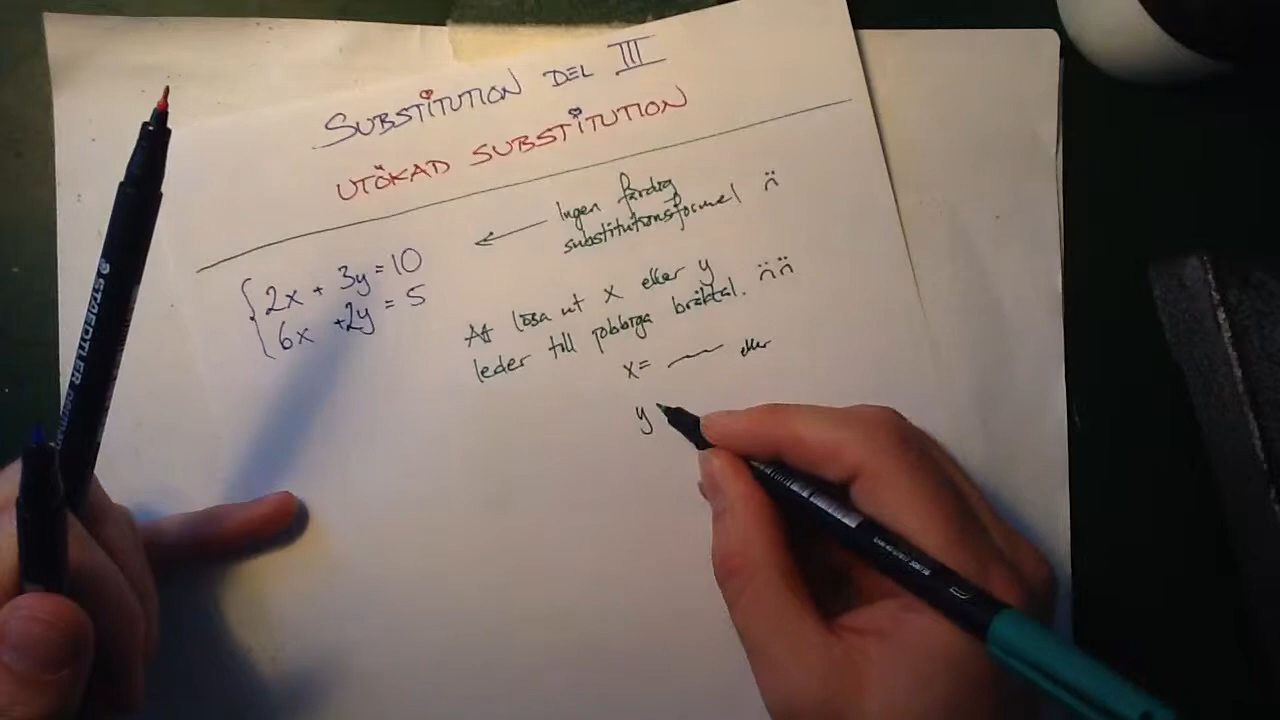 SUBSTITUTION DEL III
UTÖKAD SUBSTITUTION
Ingen färdig
substitutionsformel
2x + 3y = 10
6x + 2y = 5
Att lösa ut x eller y
leder till jobbiga bråktal.
x = eller
y
STAEDTLER